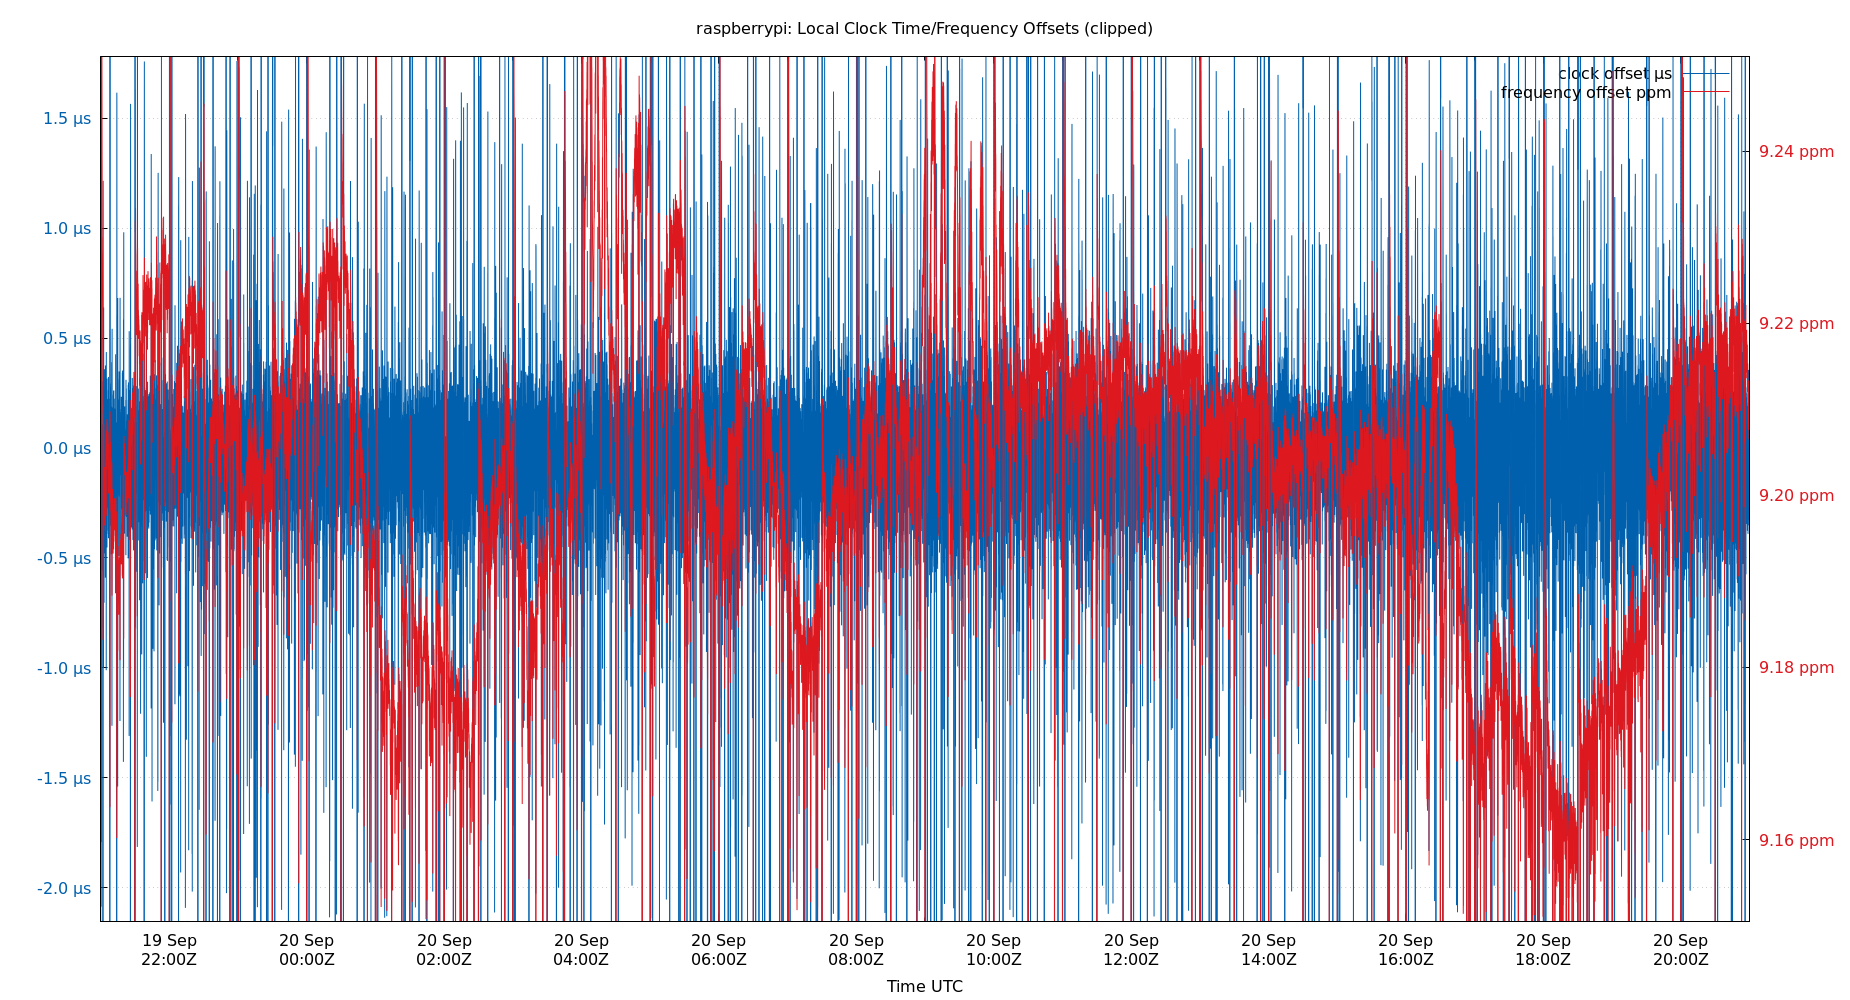 raspberrypi: Local Clock Time/Frequency Offsets (clipped)
clock offset µs
frequency offset ppm
1.5 µs
1.0 µs
0.5 µs
0.0 µs
-0.5 µs
-1.0 µs
-1.5 µs
-2.0 µs
9.24 ppm
9.22 ppm
9.20 ppm
9.18 ppm
9.16 ppm
19 Sep
22:00Z
20 Sep
00:00Z
20 Sep
02:00Z
20 Sep
04:00Z
20 Sep
06:00Z
20 Sep
08:00Z
20 Sep
10:00Z
20 Sep
12:00Z
20 Sep
14:00Z
20 Sep
16:00Z
20 Sep
18:00Z
20 Sep
20:00Z
Time UTC